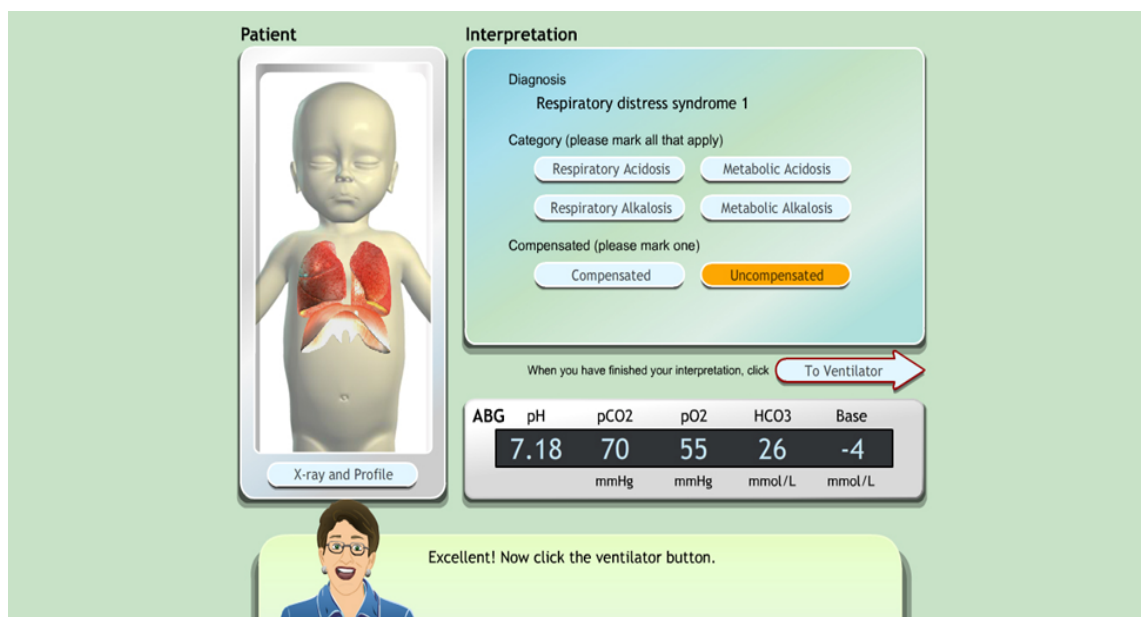 Patient
Interpretation
Diagnosis
Respiratory distress syndrome 1
Category (please mark all that apply)
Respiratory Acidosis
Metabolic Acidosis
Respiratory Alkalosis
Metabolic Alkalosis
Compensated (please mark one)
Compensated
Uncompensated
When you have finished your interpretation, click
To Ventilator
ABG pH pCO2 pO2 HCO3 Base
7.18 70 55 26 -4
mmHg mmHg mmol/L mmol/L
X-ray and Profile
Excellent! Now click the ventilator button.